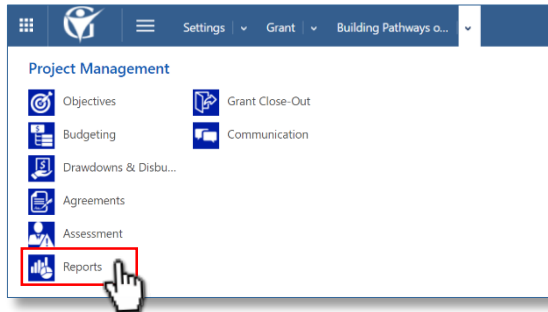 Settings Grant Building Pathways o...
Project Management
Objectives Grant Close-Out
Budgeting Communication
Drawdowns & Disbu...
Agreements
Assessment
Reports